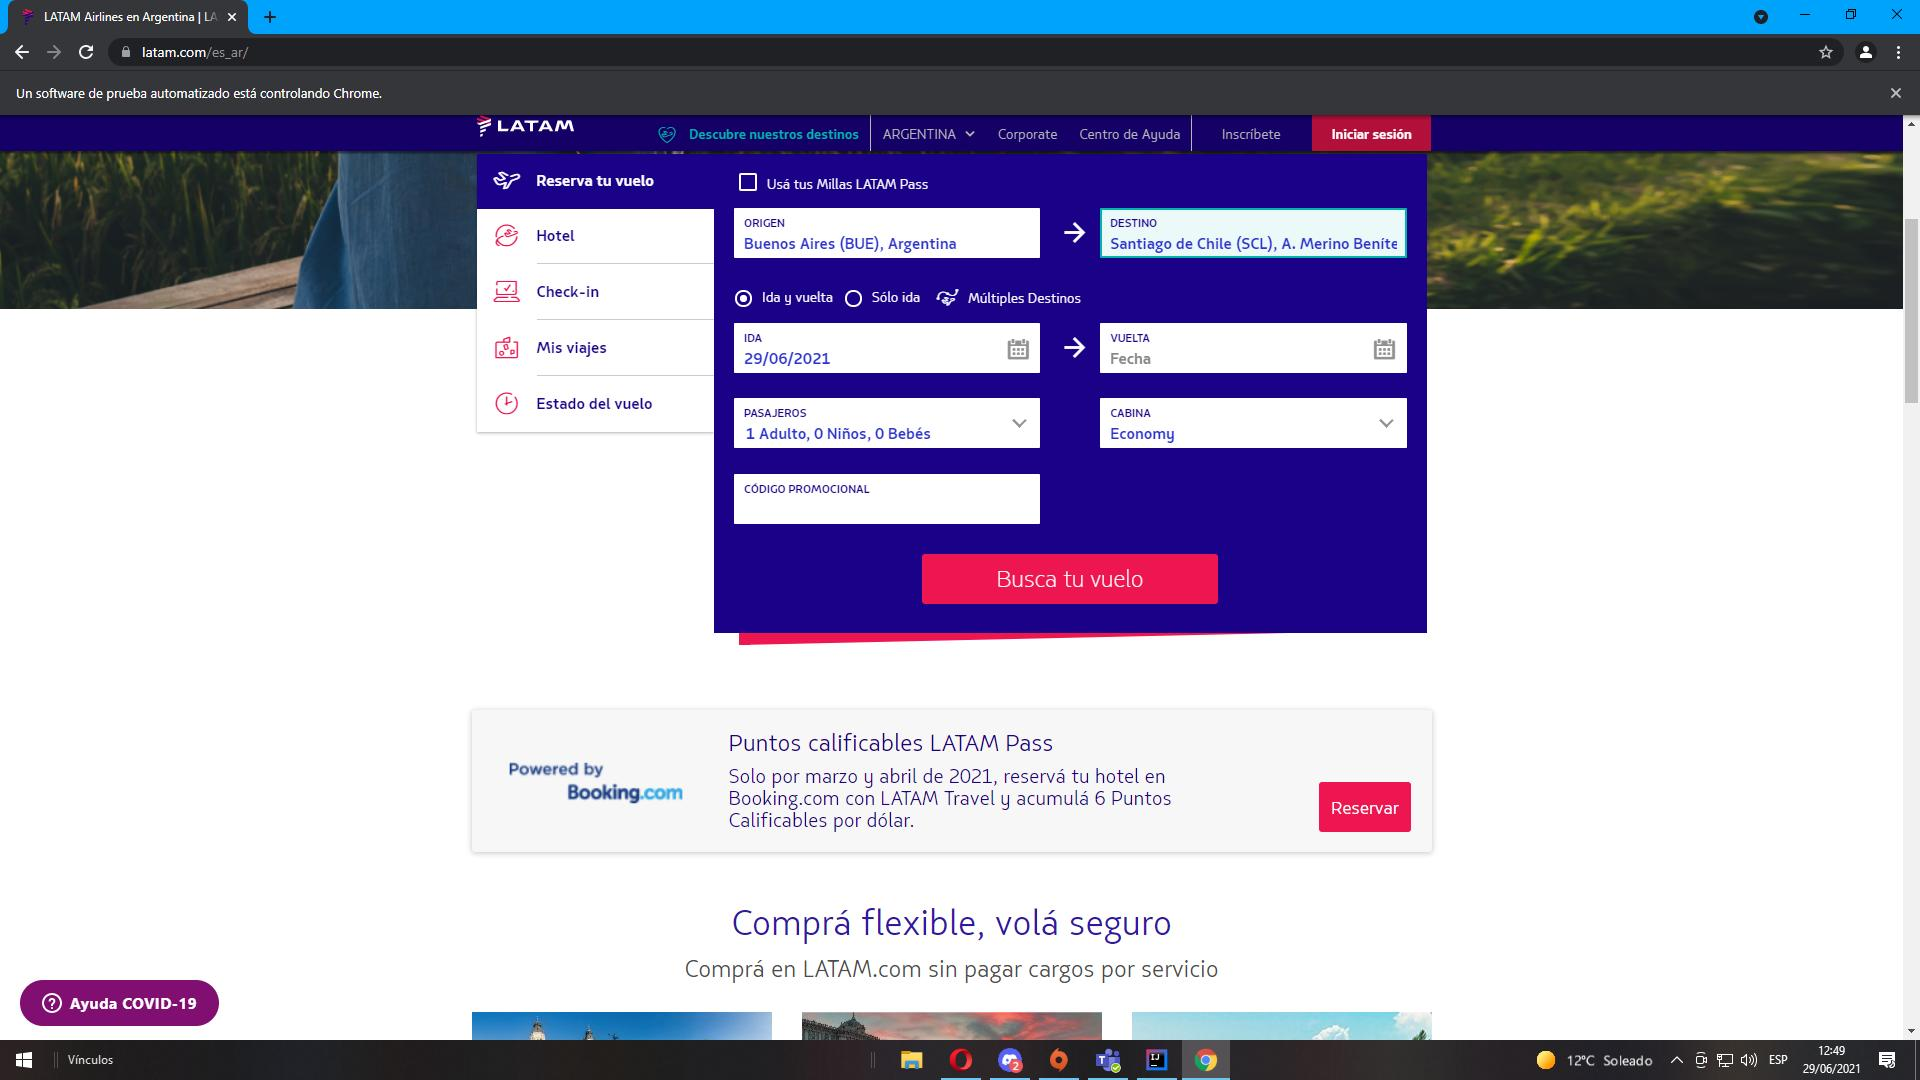 LATAM Airlines en Argentina | LA
latam.com/es_ar/
Un software de prueba automatizado está controlando Chrome.
LATAM
Descubre nuestros destinos
ARGENTINA
Corporate
Centro de Ayuda
Inscríbete
Iniciar sesión
Reserva tu vuelo
Hotel
Check-in
Mis viajes
Estado del vuelo
Usá tus Millas LATAM Pass
ORIGEN
Buenos Aires (BUE), Argentina
DESTINO
Santiago de Chile (SCL), A. Merino Beníte
Ida y vuelta
Sólo ida
Múltiples Destinos
IDA
29/06/2021
VUELTA
Fecha
PASAJEROS
1 Adulto, 0 Niños, 0 Bebés
CABINA
Economy
CÓDIGO PROMOCIONAL
Busca tu vuelo
Powered by
Booking.com
Puntos calificables LATAM Pass
Solo por marzo y abril de 2021, reservá tu hotel en
Booking.com con LATAM Travel y acumulá 6 Puntos
Calificables por dólar.
Reservar
Comprá flexible, volá seguro
Comprá en LATAM.com sin pagar cargos por servicio
Ayuda COVID-19
Vínculos
2
IJ
12°C Soleado
ESP
12:49
29/06/2021